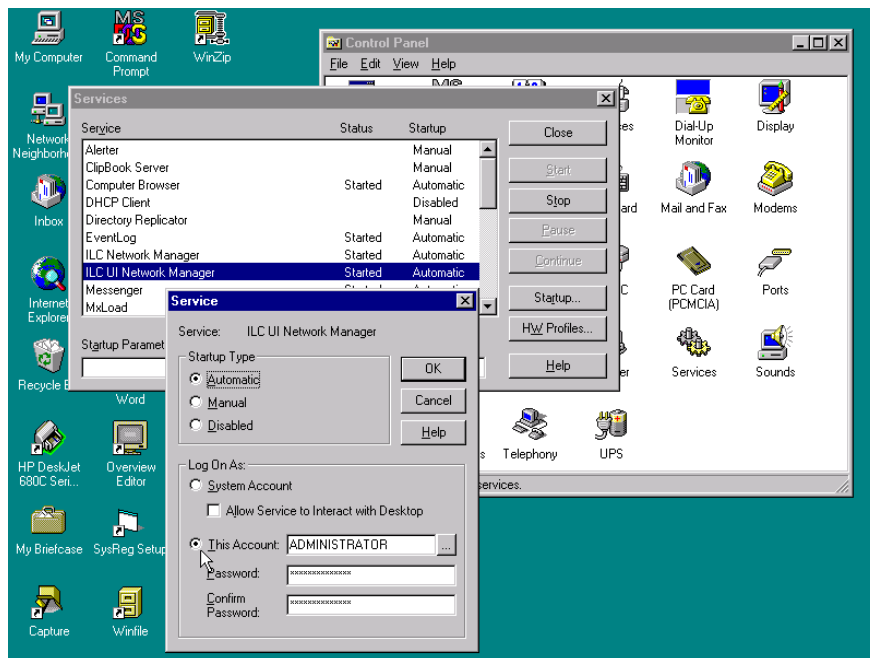 My Computer
Command
Prompt
WinZip
Network
Neighborh
Inbox
Internet
Explorer
Recycle B
Word
HP DeskJet
680C Seri...
Overview
Editor
My Briefcase
SysReg Setup
Capture
Winfile
Control Panel
File Edit View Help
Dial-Up
Monitor
Display
Mail and Fax
Modems
PC Card
(PCMCIA)
Ports
Services
Sounds
Telephony
UPS
services.
Services
Service Status Startup
Alerter Manual
ClipBook Server Manual
Computer Browser Started Automatic
DHCP Client Disabled
Directory Replicator Manual
EventLog Started Automatic
ILC Network Manager Started Automatic
ILC UI Network Manager Started Automatic
Messenger
MxLoad
Startup Paramet
Close
Start
Stop
Pause
Continue
Startup...
HW Profiles...
Help
Service
Service: ILC UI Network Manager
Startup Type
Automatic
Manual
Disabled
OK
Cancel
Help
Log On As:
System Account
Allow Service to Interact with Desktop
This Account: ADMINISTRATOR ...
Password: **************
Confirm
Password: **************